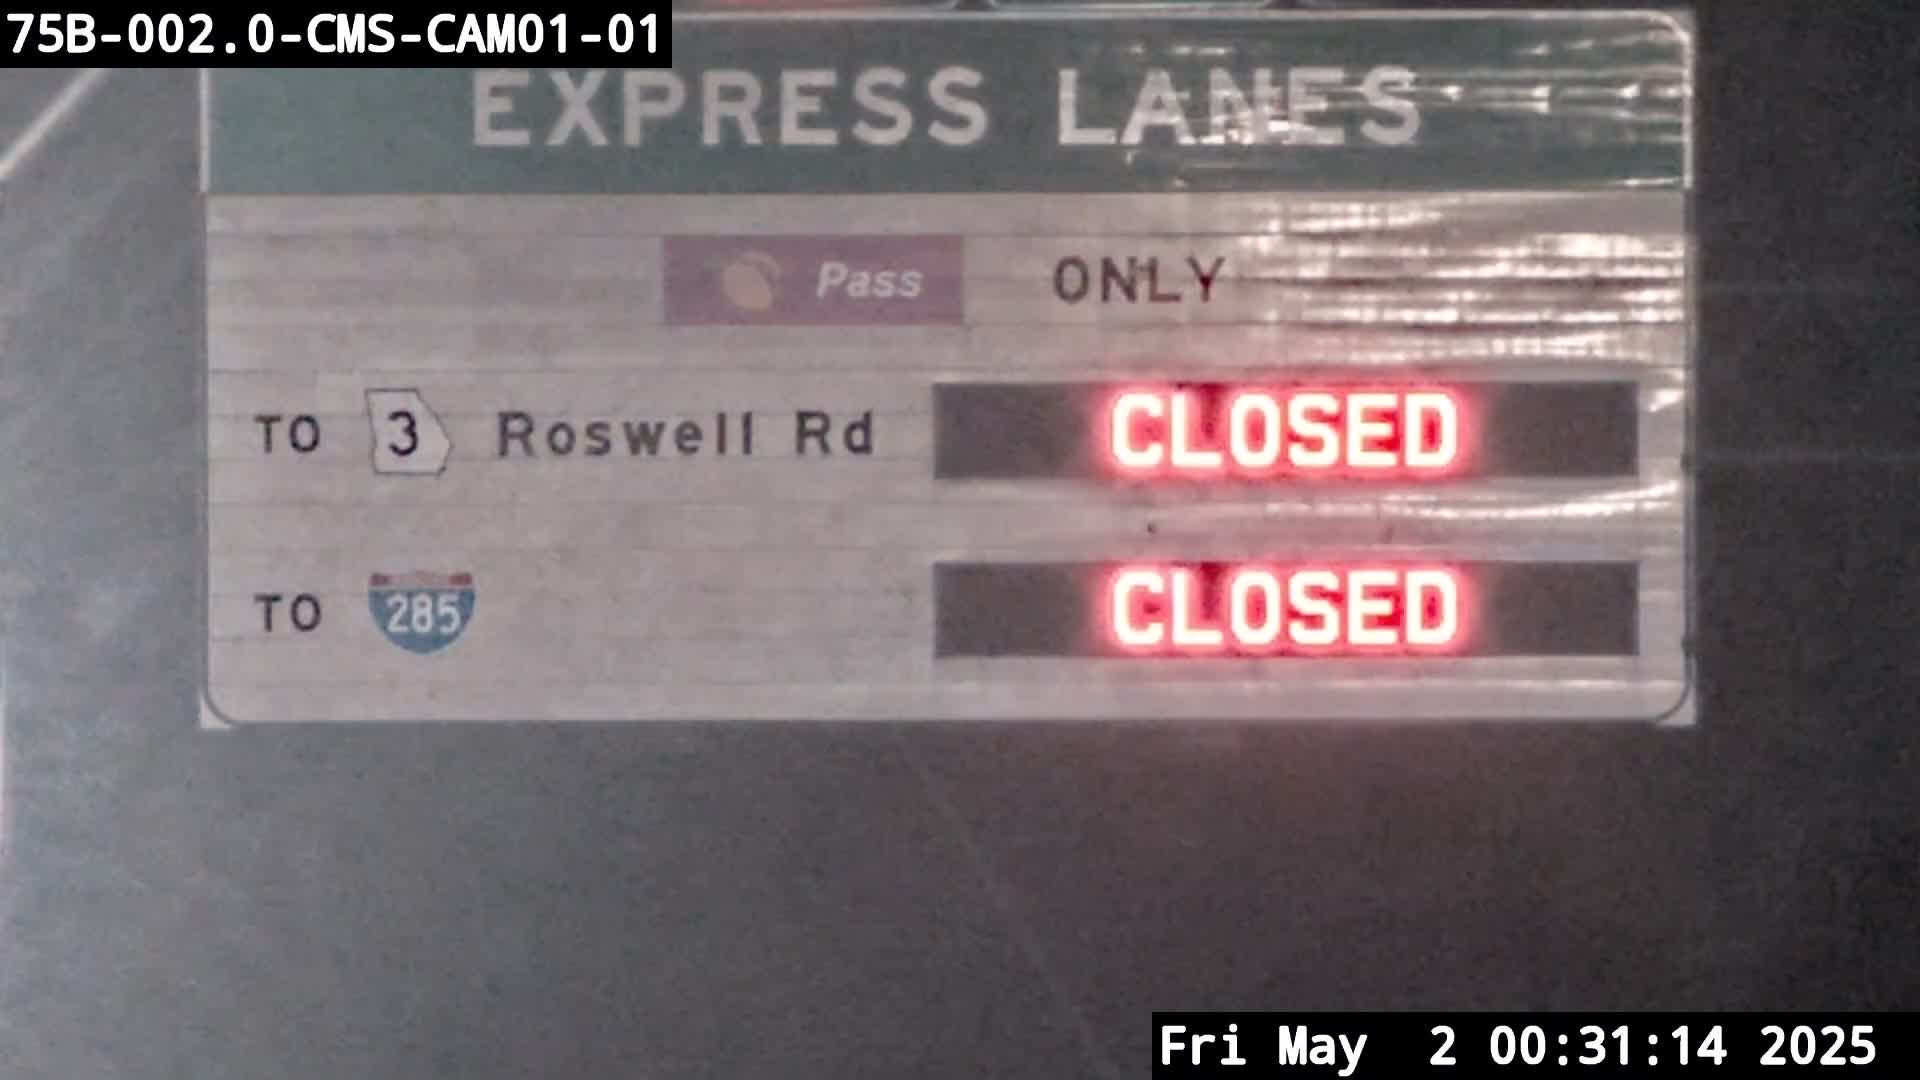 75B-002.0-CMS-CAM01-01
EXPRESS LANES
Pass ONLY
TO 3 Roswell Rd CLOSED
TO 285 CLOSED
Fri May 2 00:31:14 2025